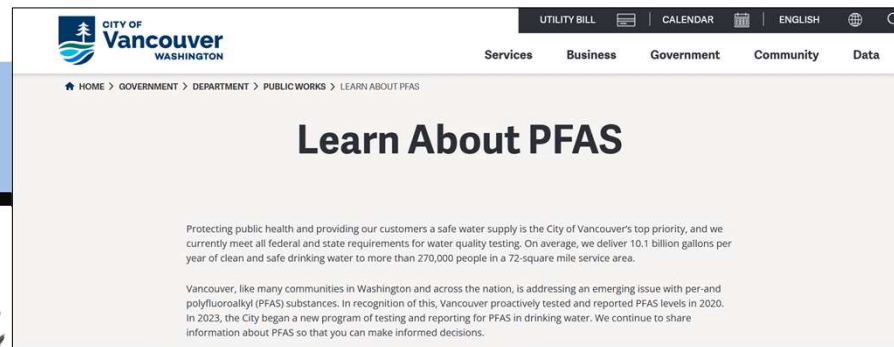 CITY OF
Vancouver
WASHINGTON
UTILITY BILL | CALENDAR | ENGLISH
Services Business Government Community Data
HOME > GOVERNMENT > DEPARTMENT > PUBLIC WORKS > LEARN ABOUT PFAS
Learn About PFAS
Protecting public health and providing our customers a safe water supply is the City of Vancouver's top priority, and we
currently meet all federal and state requirements for water quality testing. On average, we deliver 10.1 billion gallons per
year of clean and safe drinking water to more than 270,000 people in a 72-square mile service area.
Vancouver, like many communities in Washington and across the nation, is addressing an emerging issue with per-and
polyfluoroalkyl (PFAS) substances. In recognition of this, Vancouver proactively tested and reported PFAS levels in 2020.
In 2023, the City began a new program of testing and reporting for PFAS in drinking water. We continue to share
information about PFAS so that you can make informed decisions.